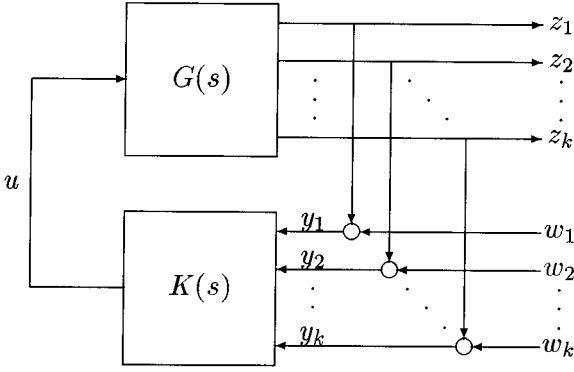 G(s)
z₁
z₂
zₖ
u
K(s)
y₁
y₂
yₖ
w₁
w₂
wₖ